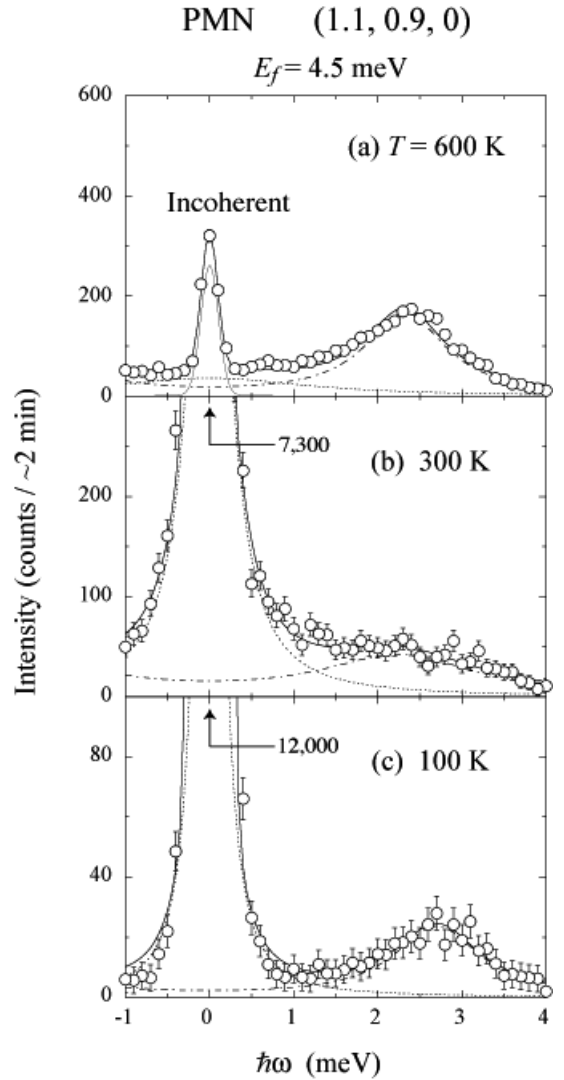 PMN (1.1, 0.9, 0)
E_f = 4.5 meV
600
(a) T = 600 K
400
Incoherent
200
0
7,300
(b) 300 K
200
100
0
12,000
(c) 100 K
80
40
0
-1 0 1 2 3 4
ħω (meV)
Intensity (counts / ~2 min)